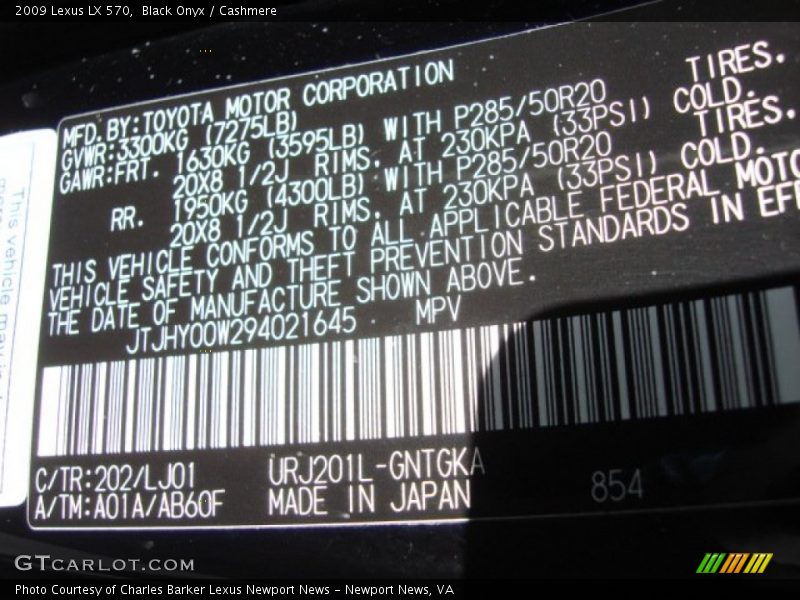 2009 Lexus LX 570,  Black Onyx / Cashmere
MFD. BY:TOYOTA MOTOR CORPORATION
GVWR:3300KG (7275LB)
GAWR:FRT. 1630KG (3595LB) WITH P285/50R20 TIRES.
20X8 1/2J RIMS. AT 230KPA (33PSI) COLD.
RR. 1950KG (4300LB) WITH P285/50R20 TIRES.
20X8 1/2J RIMS. AT 230KPA (33PSI) COLD.
THIS VEHICLE CONFORMS TO ALL APPLICABLE FEDERAL MOTO
VEHICLE SAFETY AND THEFT PREVENTION STANDARDS IN EFF
THE DATE OF MANUFACTURE SHOWN ABOVE.
JTJHY00W294021645 MPV
C/TR:202/LJ01 URJ201L-GNTGKA
A/TM:A01A/AB60F MADE IN JAPAN
854
This vehicle may
GTCARLOT.COM
Photo Courtesy of Charles Barker Lexus Newport News - Newport News, VA